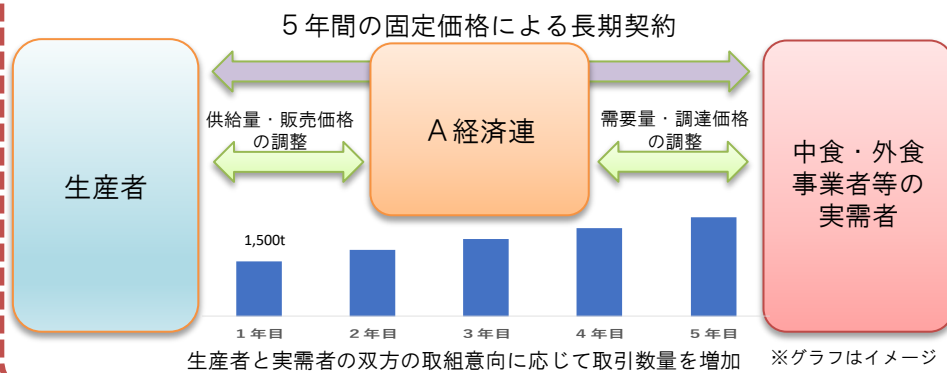 ５年間の固定価格による長期契約
生産者
供給量・販売価格
の調整
Ａ経済連
需要量・調達価格
の調整
中食・外食
事業者等の
実需者
1,500t
１年目
２年目
３年目
４年目
５年目
生産者と実需者の双方の取組意向に応じて取引数量を増加
※グラフはイメージ